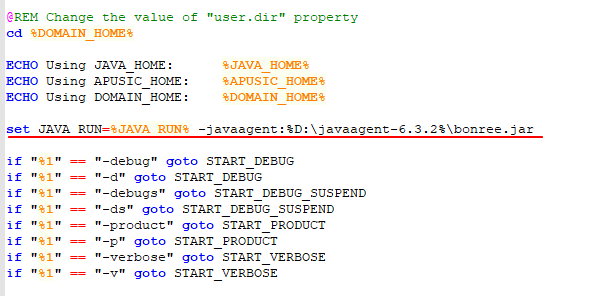 @REM Change the value of "user.dir" property
cd %DOMAIN_HOME%
ECHO Using JAVA_HOME: %JAVA_HOME%
ECHO Using APUSIC_HOME: %APUSIC_HOME%
ECHO Using DOMAIN_HOME: %DOMAIN_HOME%
set JAVA_RUN=%JAVA_RUN% -javaagent:%D:\javaagent-6.3.2%\bonree.jar
if "%1" == "-debug" goto START_DEBUG
if "%1" == "-d" goto START_DEBUG
if "%1" == "-debugs" goto START_DEBUG_SUSPEND
if "%1" == "-ds" goto START_DEBUG_SUSPEND
if "%1" == "-product" goto START_PRODUCT
if "%1" == "-p" goto START_PRODUCT
if "%1" == "-verbose" goto START_VERBOSE
if "%1" == "-v" goto START_VERBOSE